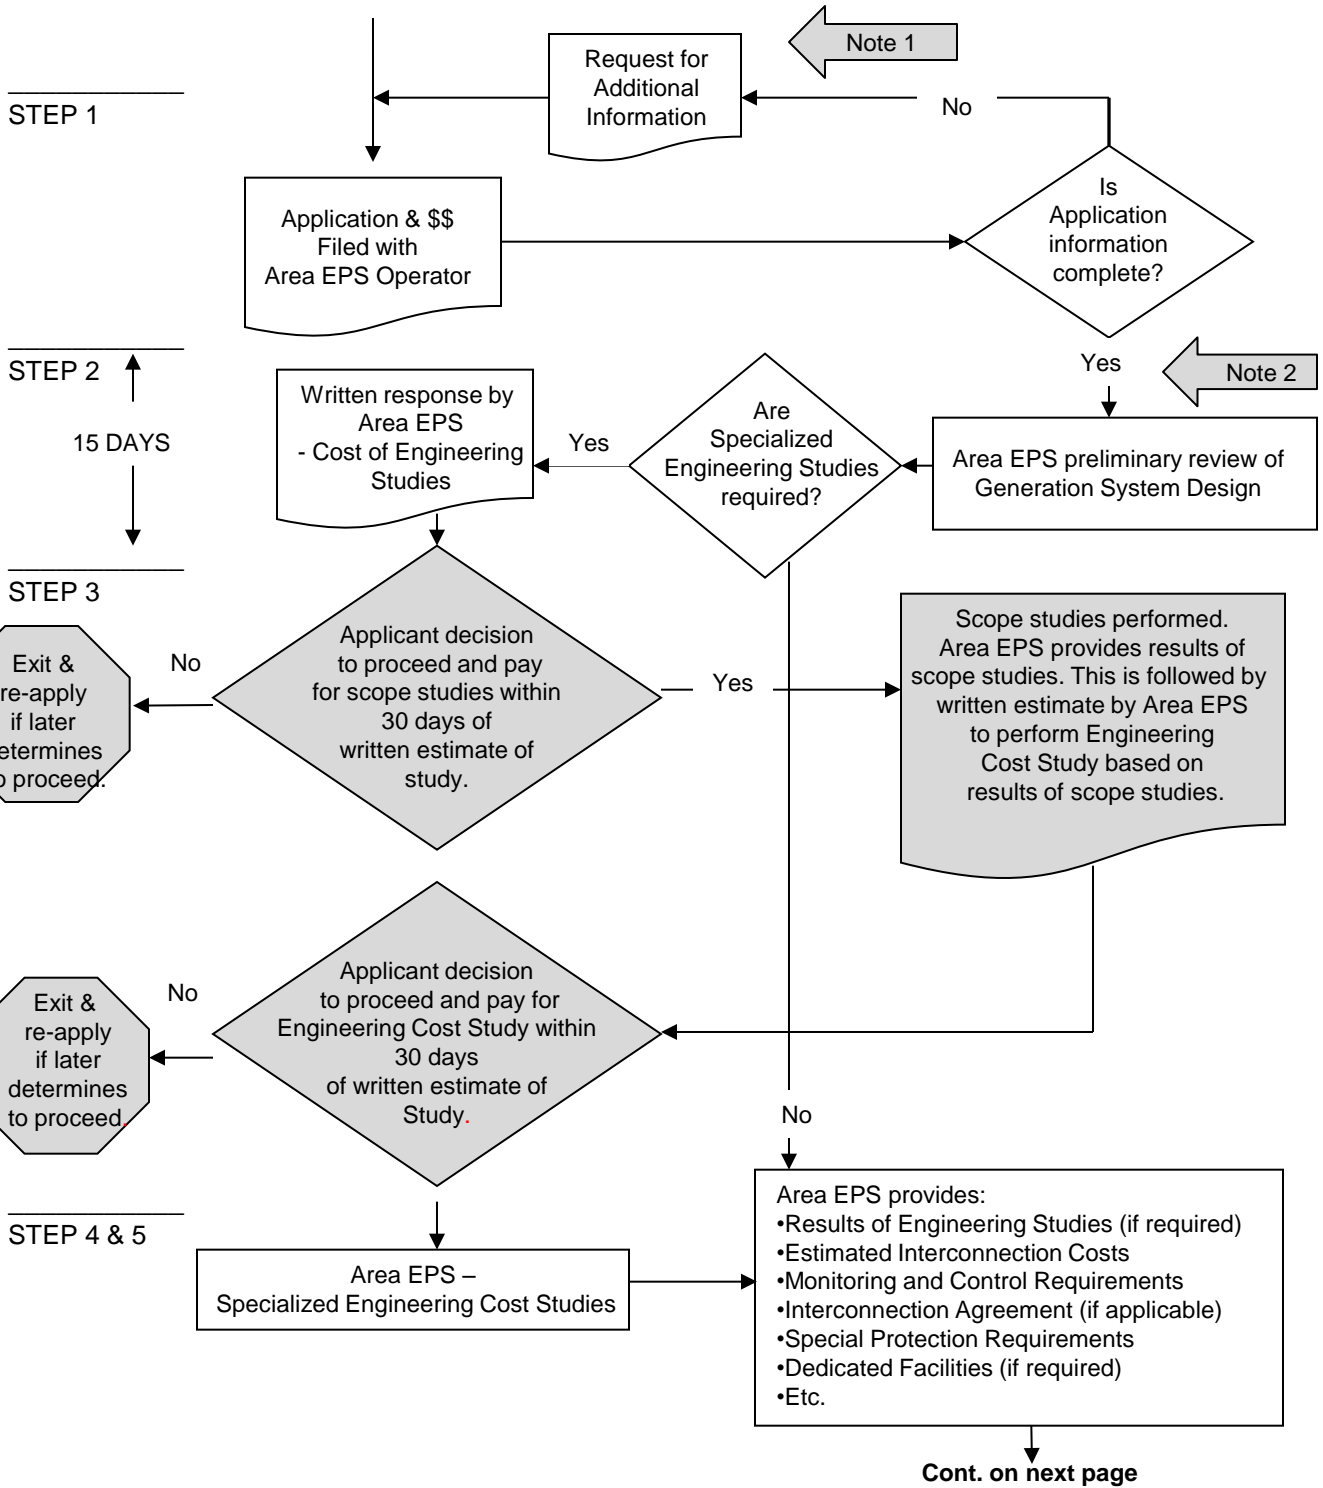 Note 1
Request for
Additional
Information
No
STEP 1
Is
Application
information
complete?
Application & $$
Filed with
Area EPS Operator
STEP 2
Yes
Note 2
Written response by
Area EPS
- Cost of Engineering
Studies
Yes
Are
Specialized
Engineering Studies
required?
Area EPS preliminary review of
Generation System Design
15 DAYS
STEP 3
Exit &
re-apply
if later
etermines
o proceed.
No
Applicant decision
to proceed and pay
for scope studies within
30 days of
written estimate of
study.
Yes
Scope studies performed.
Area EPS provides results of
scope studies. This is followed by
written estimate by Area EPS
to perform Engineering
Cost Study based on
results of scope studies.
Exit &
re-apply
if later
determines
to proceed.
No
Applicant decision
to proceed and pay for
Engineering Cost Study within
30 days
of written estimate of
Study.
No
STEP 4 & 5
Area EPS –
Specialized Engineering Cost Studies
Area EPS provides:
•Results of Engineering Studies (if required)
•Estimated Interconnection Costs
•Monitoring and Control Requirements
•Interconnection Agreement (if applicable)
•Special Protection Requirements
•Dedicated Facilities (if required)
•Etc.
Cont. on next page